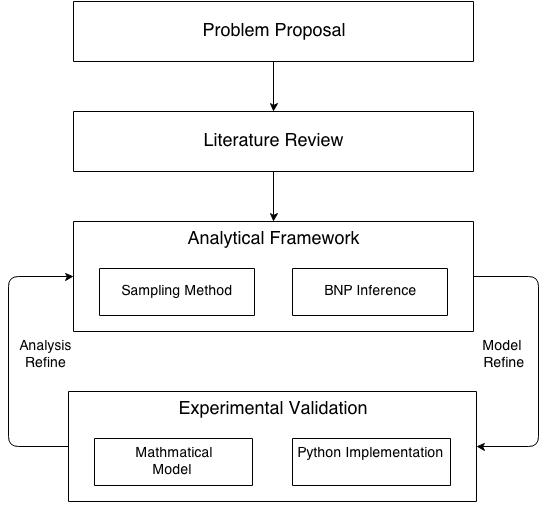 Problem Proposal
Literature Review
Analytical Framework
Sampling Method
BNP Inference
Analysis
Refine
Model
Refine
Experimental Validation
Mathmatical
Model
Python Implementation